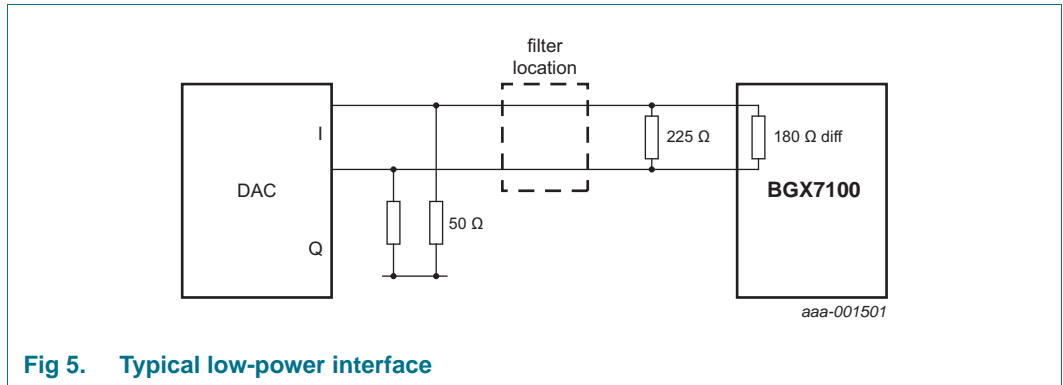 filter
location
I
225 Ω
180 Ω diff
DAC
BGX7100
50 Ω
Q
aaa-001501
Fig 5. Typical low-power interface